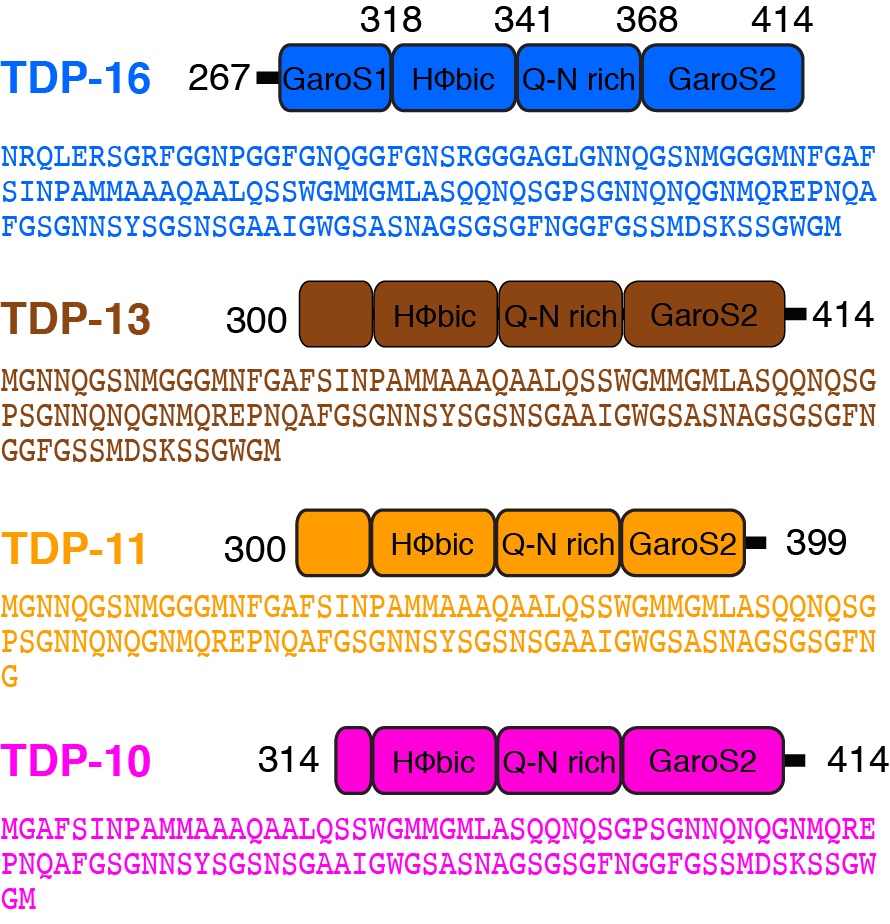 318 341 368 414
TDP-16 267 GaroS1 HΦbic Q-N rich GaroS2
NRQLERSGRFGGNPGGFGNQGGFGNSRGGGAGLGNNQGSNMGGGMNFGAF
SINPAMMAAAQAALQSSWGMMGMLASQQNQSGPSGNNQNQGNMQREPNQA
FGSGNNSYSGSNSGAAIGWGSASNAGSGSGFNGGFGSSMDSKSSGWGM
TDP-13 300 HΦbic Q-N rich GaroS2 414
MGNNQGSNMGGGMNFGAFSINPAMMAAAQAALQSSWGMMGMLASQQNQSG
PSGNNQNQGNMQREPNQAFGSGNNSYSGSNSGAAIGWGSASNAGSGSGFN
GGFGSSMDSKSSGWGM
TDP-11 300 HΦbic Q-N rich GaroS2 399
MGNNQGSNMGGGMNFGAFSINPAMMAAAQAALQSSWGMMGMLASQQNQSG
PSGNNQNQGNMQREPNQAFGSGNNSYSGSNSGAAIGWGSASNAGSGSGFN
G
TDP-10 314 HΦbic Q-N rich GaroS2 414
MGAFSINPAMMAAAQAALQSSWGMMGMLASQQNQSGPSGNNQNQGNMQRE
PNQAFGSGNNSYSGSNSGAAIGWGSASNAGSGSGFNGGFGSSMDSKSSGW
GM